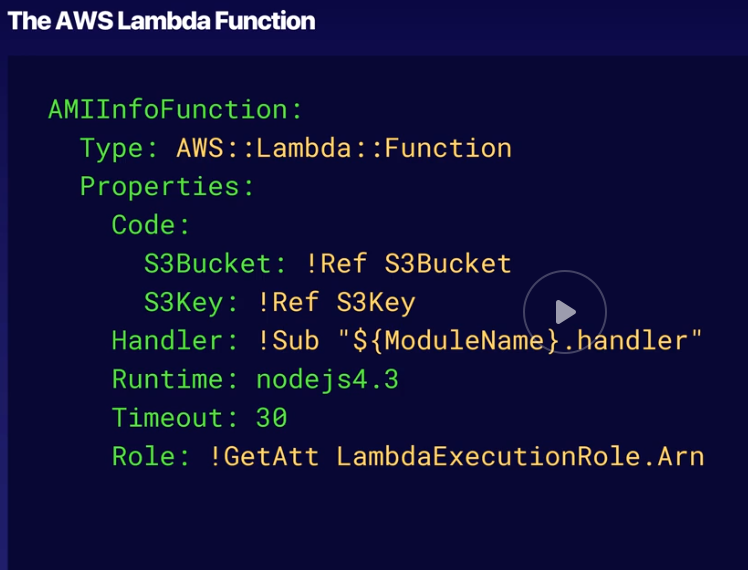 The AWS Lambda Function
AMIInfoFunction:
Type: AWS::Lambda::Function
Properties:
Code:
S3Bucket: !Ref S3Bucket
S3Key: !Ref S3Key
Handler: !Sub "${ModuleName}.handler"
Runtime: nodejs4.3
Timeout: 30
Role: !GetAtt LambdaExecutionRole.Arn